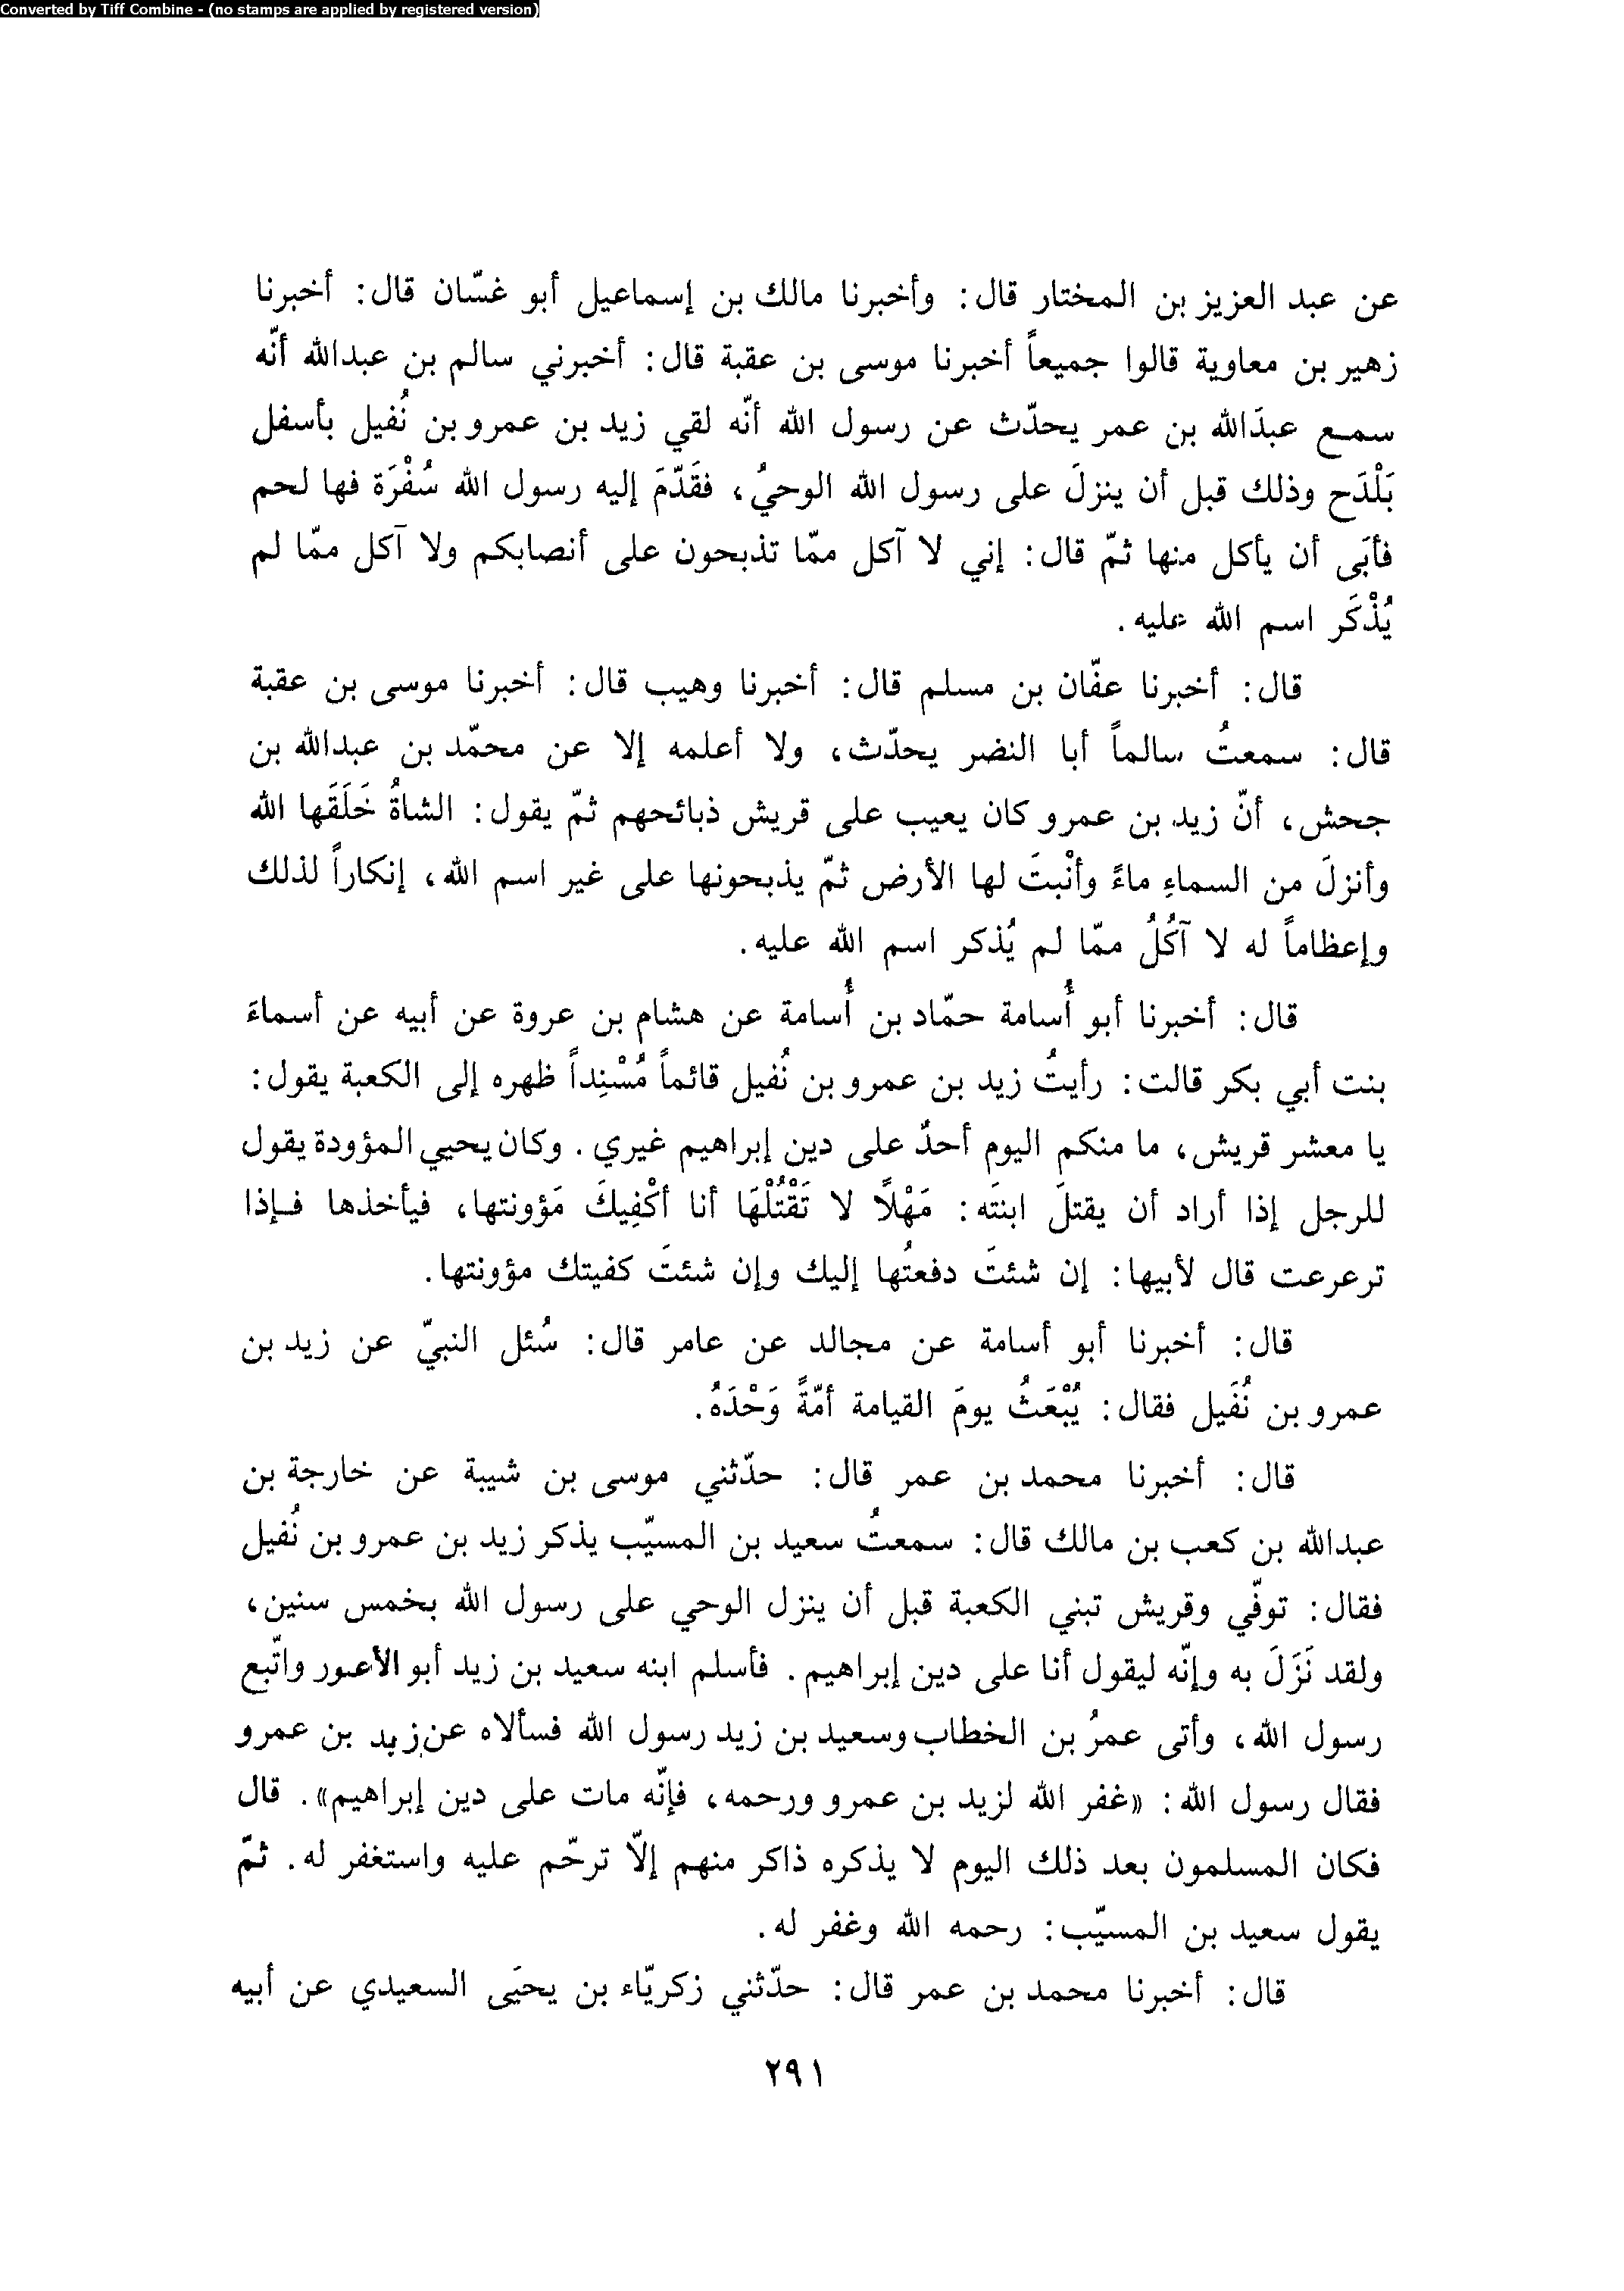 Converted by Tiff Combine - (no stamps are applied by registered version)
عن عبد العزيز بن المختار قال: وأخبرنا مالك بن إسماعيل أبو غسّان قال: أخبرنا
زهير بن معاوية قالوا جميعاً أخبرنا موسى بن عقبة قال: أخبرني سالم بن عبدالله أنّه
سمع عبدَالله بن عمر يحدّث عن رسول الله أنّه لقي زيد بن عمرو بن نُفيل بأسفل
بَلْدَح وذلك قبل أن ينزلَ على رسول الله الوحيُ، فقَدّمَ إليه رسول الله سُفْرَة فها لحم
فأبَى أن يأكل منها ثمّ قال: إني لا آكل ممّا تذبحون على أنصابكم ولا آكل ممّا لم
يُذْكَر اسم الله عليه.
قال: أخبرنا عفّان بن مسلم قال: أخبرنا وهيب قال: أخبرنا موسى بن عقبة
قال: سمعتُ سالماً أبا النضر يحدّث، ولا أعلمه إلا عن محمّد بن عبدالله بن
جحش، أنّ زيد بن عمرو كان يعيب على قريش ذبائحهم ثمّ يقول: الشاةُ خَلَقَها الله
وأنزلَ من السماءِ ماءً وأنْبتَ لها الأرض ثمّ يذبحونها على غير اسم الله، إنكاراً لذلك
وإعظاماً له لا آكُلُ ممّا لم يُذكر اسم الله عليه.
قال: أخبرنا أبو أُسامة حمّاد بن أُسامة عن هشام بن عروة عن أبيه عن أسماءَ
بنت أبي بكر قالت: رأيتُ زيد بن عمرو بن نُفيل قائماً مُسْنِداً ظهره إلى الكعبة يقول:
يا معشر قريش، ما منكم اليوم أحدٌ على دين إبراهيم غيري. وكان يحيي المؤودة يقول
للرجل إذا أراد أن يقتلَ ابنتَه: مَهْلاً لا تَقْتُلْهَا أنا أكْفِيكَ مَؤونتها، فيأخذها فإذا
ترعرعت قال لأبيها: إن شئتَ دفعتُها إليك وإن شئتَ كفيتك مؤونتها.
قال: أخبرنا أبو أسامة عن مجالد عن عامر قال: سُئل النبيّ عن زيد بن
عمرو بن نُفَيل فقال: يُبْعَثُ يومَ القيامة أمّةً وَحْدَهُ.
قال: أخبرنا محمد بن عمر قال: حدّثني موسى بن شيبة عن خارجة بن
عبدالله بن كعب بن مالك قال: سمعتُ سعيد بن المسيّب يذكر زيد بن عمرو بن نُفيل
فقال: توفّي وقريش تبني الكعبة قبل أن ينزل الوحي على رسول الله بخمس سنين،
ولقد نَزَلَ به وإنّه ليقول أنا على دين إبراهيم. فأسلم ابنه سعيد بن زيد أبو الأعور واتّبع
رسول الله، وأتى عمرُ بن الخطاب وسعيد بن زيد رسول الله فسألاه عن زيد بن عمرو
فقال رسول الله: «غفر الله لزيد بن عمرو ورحمه، فإنّه مات على دين إبراهيم». قال
فكان المسلمون بعد ذلك اليوم لا يذكره ذاكر منهم إلّا ترحّم عليه واستغفر له. ثمّ
يقول سعيد بن المسيّب: رحمه الله وغفر له.
قال: أخبرنا محمد بن عمر قال: حدّثني زكريّاء بن يحيَى السعيدي عن أبيه
٢٩١